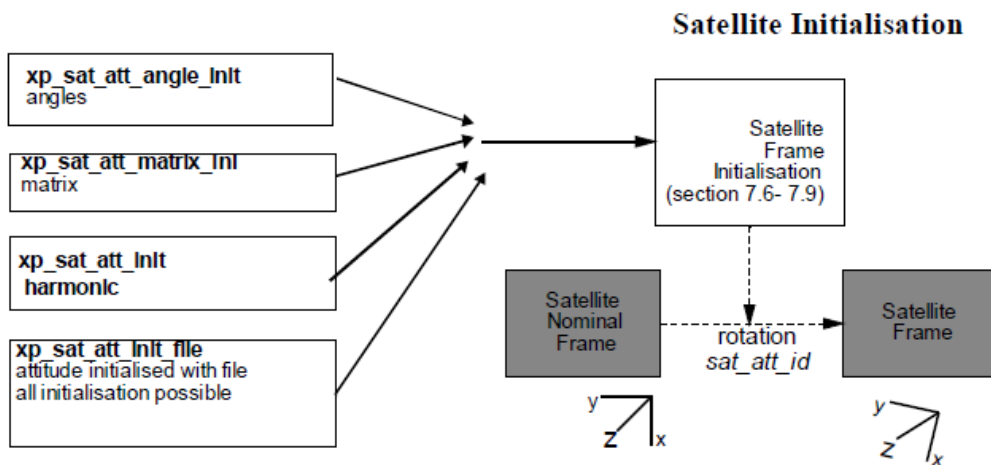 Satellite Initialisation
xp_sat_att_angle_init
angles
xp_sat_att_matrix_ini
matrix
xp_sat_att_init
harmonic
xp_sat_att_init_file
attitude initialised with file
all initialisation possible
Satellite
Frame
Initialisation
(section 7.6- 7.9)
Satellite
Nominal
Frame
rotation
sat_att_id
Satellite
Frame
y
z
x
y
z
x